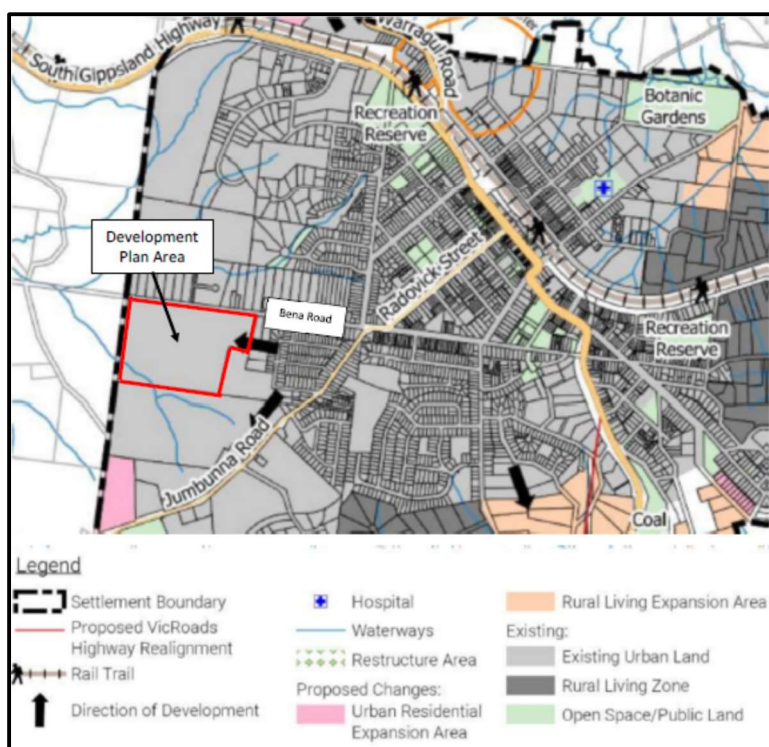 South Gippsland Highway
Warragul Road
Botanic
Gardens
Recreation
Reserve
Development
Plan Area
Radovick Street
Bena Road
Recreation
Reserve
Jumbunna Road
Coal
Legend
Settlement Boundary
Proposed VicRoads
Highway Realignment
Rail Trail
Direction of Development
Hospital
Waterways
Restructure Area
Proposed Changes:
Urban Residential
Expansion Area
Rural Living Expansion Area
Existing:
Existing Urban Land
Rural Living Zone
Open Space/Public Land